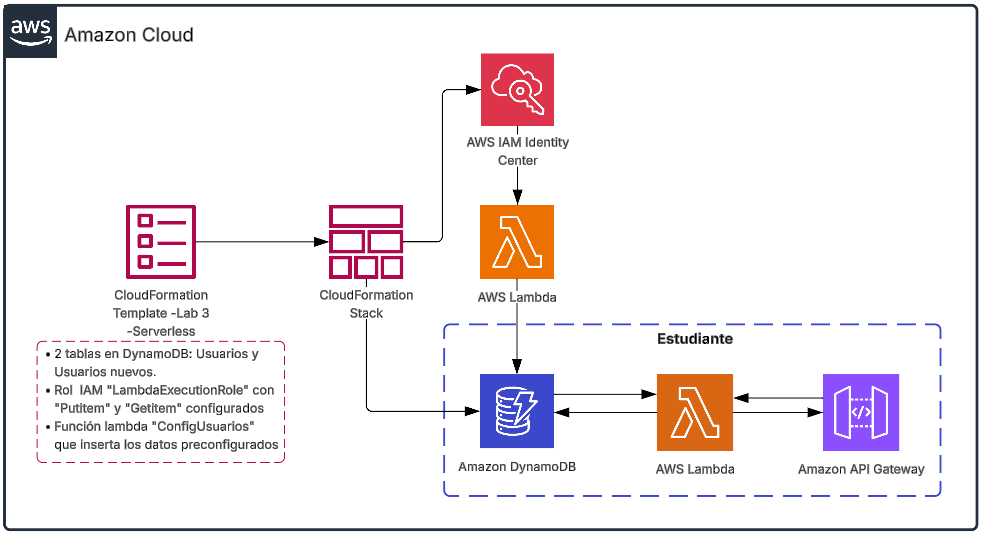 aws
Amazon Cloud
AWS IAM Identity
Center
CloudFormation
Template -Lab 3
-Serverless
CloudFormation
Stack
AWS Lambda
▪ 2 tablas en DynamoDB: Usuarios y
Usuarios nuevos.
▪ Rol IAM "LambdaExecutionRole" con
"PutItem" y "GetItem" configurados
▪ Función lambda "ConfigUsuarios"
que inserta los datos preconfigurados
Estudiante
Amazon DynamoDB
AWS Lambda
Amazon API Gateway